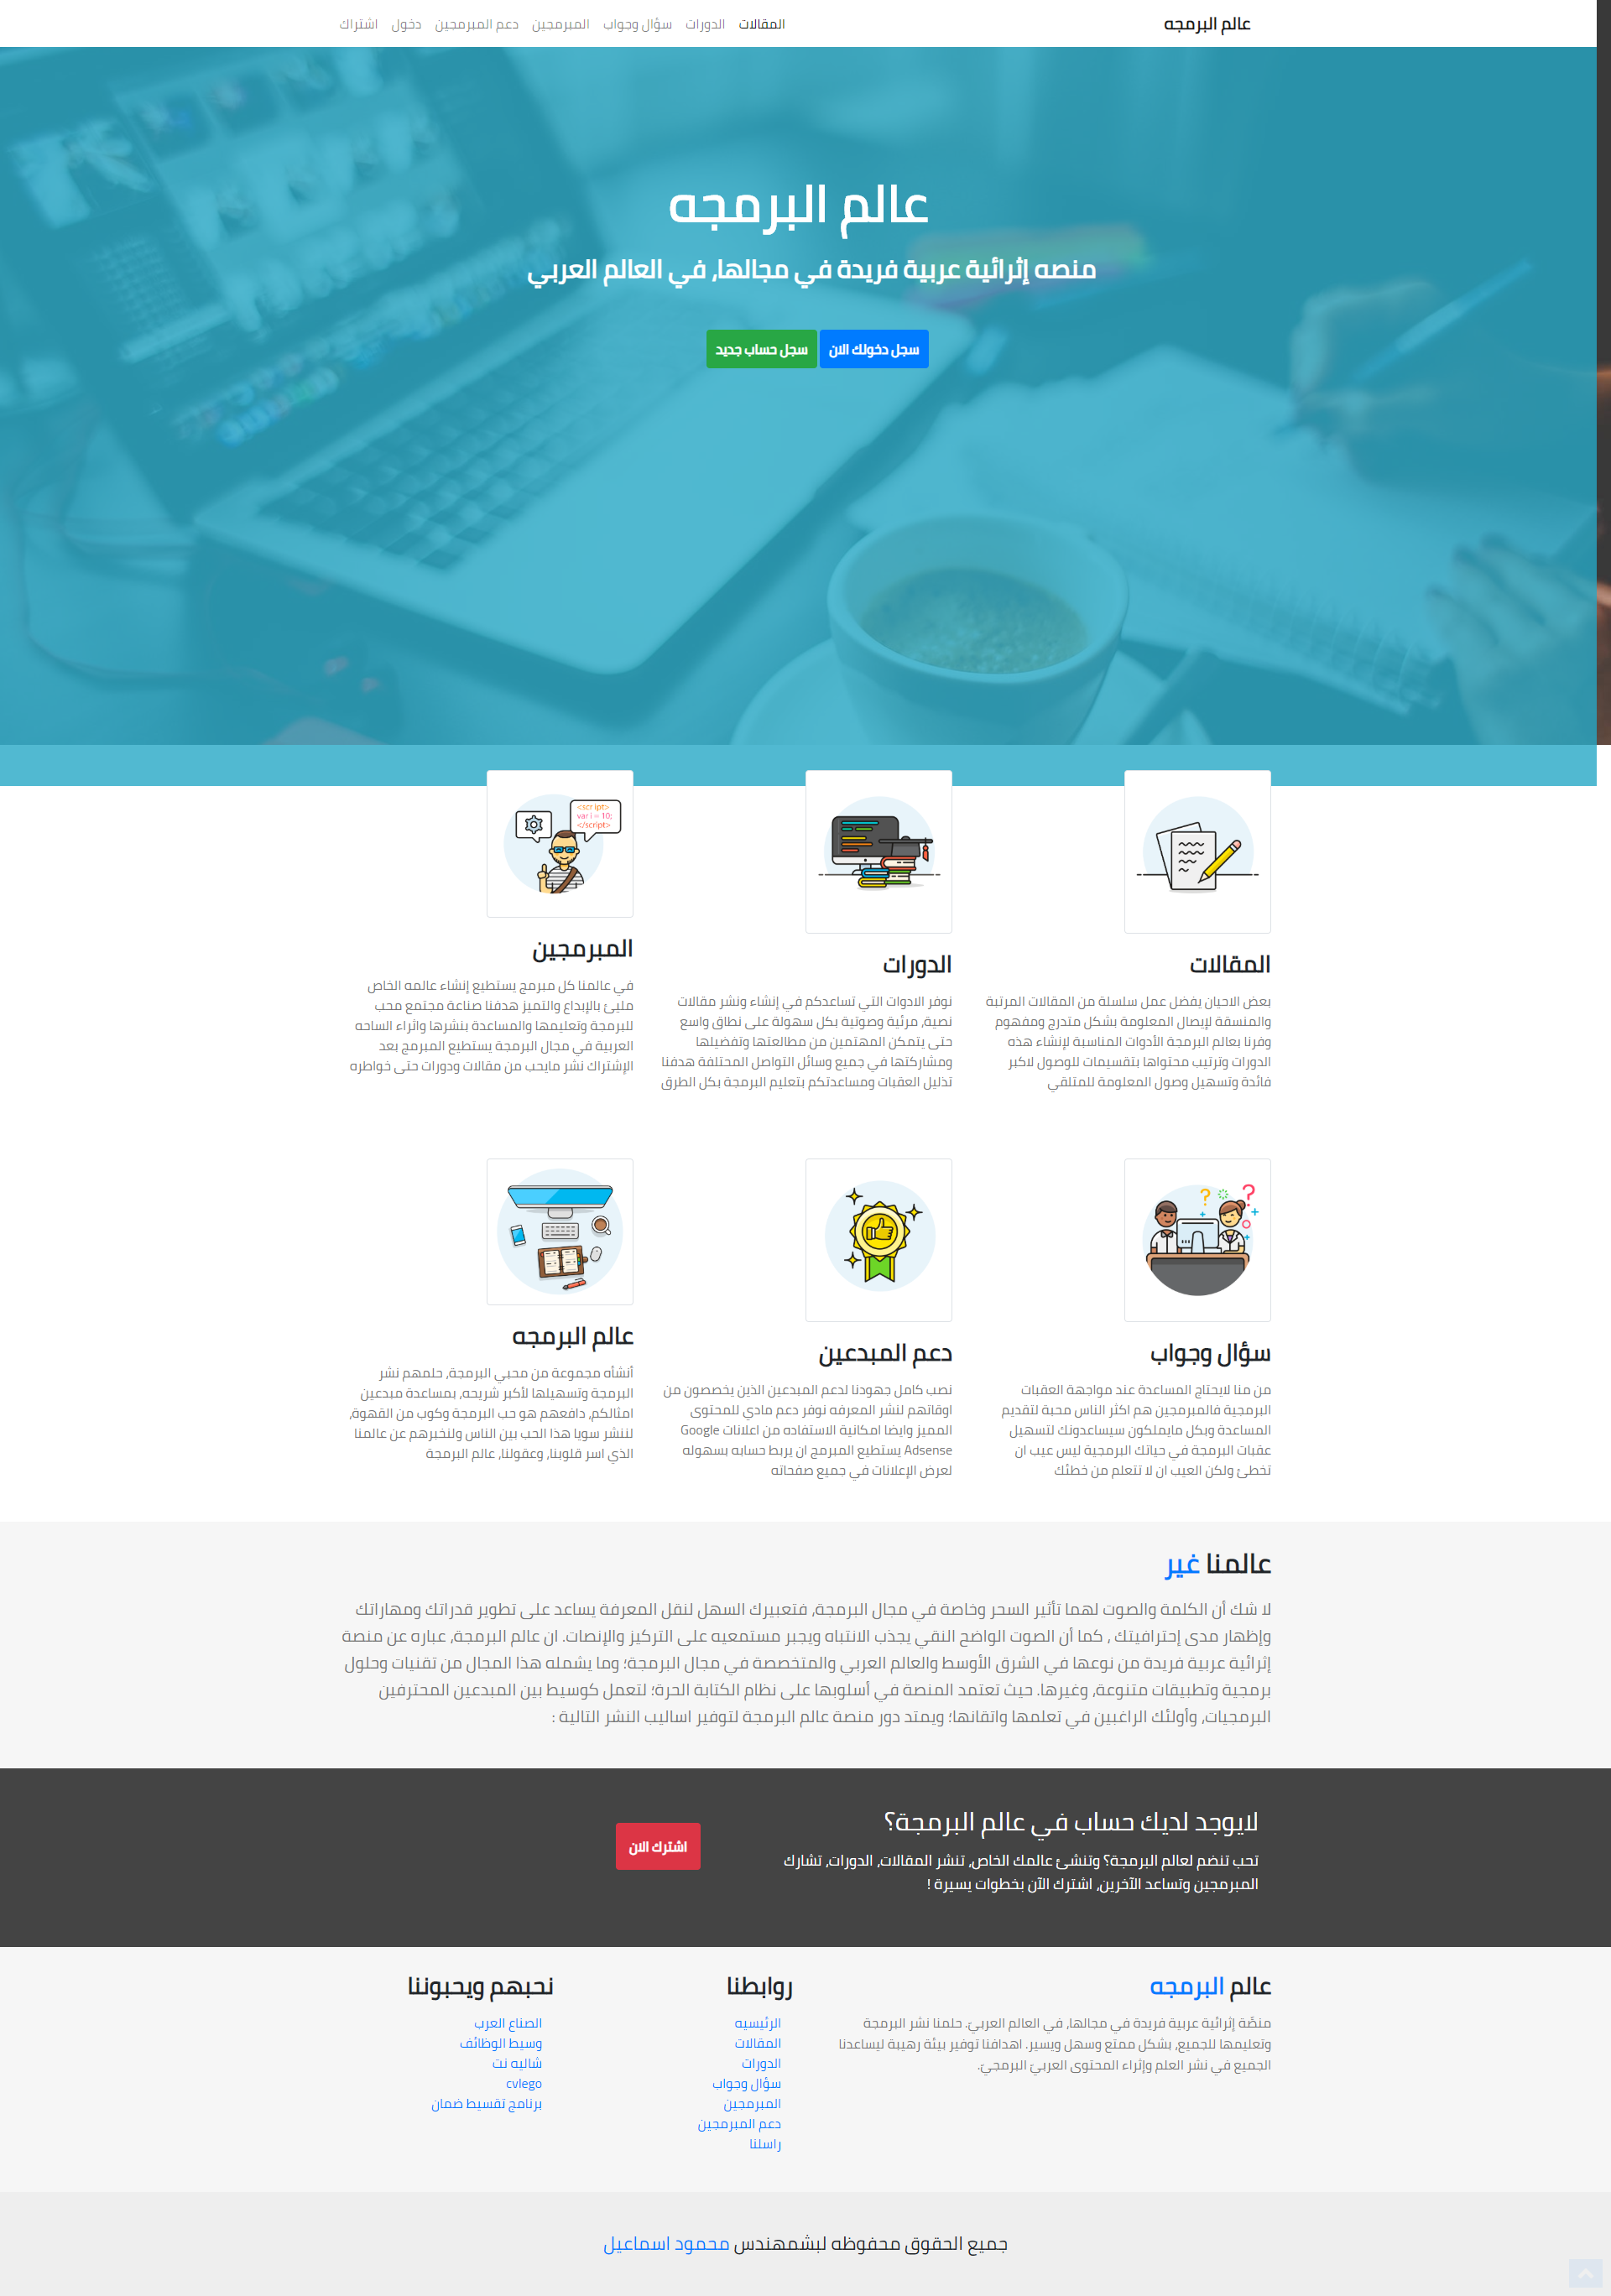 عالم البرمجه
المقالات الدورات سؤال وجواب المبرمجين دعم المبرمجين دخول اشتراك
عالم البرمجه
منصه إثرائية عربية فريدة في مجالها، في العالم العربي
سجل دخولك الان سجل حساب جديد
المقالات
بعض الاحيان يفضل عمل سلسلة من المقالات المرتبة
والمنسقة لإيصال المعلومة بشكل متدرج ومفهوم
وفرنا بعالم البرمجة الأدوات المناسبة لإنشاء هذه
الدورات وترتيب محتواها بتقسيمات للوصول لاكبر
فائدة وتسهيل وصول المعلومة للمتلقي
الدورات
نوفر الادوات التي تساعدكم في إنشاء ونشر مقالات
نصية، مرئية وصوتية بكل سهولة على نطاق واسع
حتى يتمكن المهتمين من مطالعتها وتفضيلها
ومشاركتها في جميع وسائل التواصل المحتلفة هدفنا
تذليل العقبات ومساعدتكم بتعليم البرمجة بكل الطرق
<script>
var i = 10;
</script>
المبرمجين
في عالمنا كل مبرمج يستطيع إنشاء عالمه الخاص
مليئ بالإبداع والتميز هدفنا صناعة مجتمع محب
للبرمجة وتعليمها والمساعدة بنشرها واثراء الساحه
العربية في مجال البرمجة يستطيع المبرمج بعد
الإشتراك نشر مايحب من مقالات ودورات حتى خواطره
سؤال وجواب
من منا لايحتاج المساعدة عند مواجهة العقبات
البرمجية فالمبرمجين هم اكثر الناس محبة لتقديم
المساعدة وبكل مايملكون سيساعدونك لتسهيل
عقبات البرمجة في حياتك البرمجية ليس عيب ان
تخطئ ولكن العيب ان لا تتعلم من خطئك
دعم المبدعين
نصب كامل جهودنا لدعم المبدعين الذين يخصصون من
اوقاتهم لنشر المعرفه نوفر دعم مادي للمحتوى
المميز وايضا امكانية الاستفاده من اعلانات Google
Adsense يستطيع المبرمج ان يربط حسابه بسهوله
لعرض الإعلانات في جميع صفحاته
عالم البرمجه
أنشأه مجموعة من محبي البرمجة, حلمهم نشر
البرمجة وتسهيلها لأكبر شريحه, بمساعدة مبدعين
امثالكم, دافعهم هو حب البرمجة وكوب من القهوة,
لننشر سويا هذا الحب بين الناس ولنخبرهم عن عالمنا
الذي اسر قلوبنا, وعقولنا, عالم البرمجة
عالمنا غير
لا شك أن الكلمة والصوت لهما تأثير السحر وخاصة في مجال البرمجة, فتعبيرك السهل لنقل المعرفة يساعد على تطوير قدراتك ومهاراتك
وإظهار مدى إحترافيتك , كما أن الصوت الواضح النقي يجذب الانتباه ويجبر مستمعيه على التركيز والإنصات. ان عالم البرمجة, عباره عن منصة
إثرائية عربية فريدة من نوعها في الشرق الأوسط والعالم العربي والمتخصصة في مجال البرمجة؛ وما يشمله هذا المجال من تقنيات وحلول
برمجية وتطبيقات متنوعة, وغيرها. حيث تعتمد المنصة في أسلوبها على نظام الكتابة الحرة؛ لتعمل كوسيط بين المبدعين المحترفين
البرمجيات, وأولئك الراغبين في تعلمها واتقانها؛ ويمتد دور منصة عالم البرمجة لتوفير اساليب النشر التالية :
لايوجد لديك حساب في عالم البرمجة؟
تحب تنضم لعالم البرمجة؟ وتنشئ عالمك الخاص, تنشر المقالات, الدورات, تشارك
المبرمجين وتساعد الآخرين, اشترك الآن بخطوات يسيرة !
اشترك الان
عالم البرمجه
منصَّة إثرائية عربية فريدة في مجالها, في العالم العربيَ. حلمنا نشر البرمجة
وتعليمها للجميع, بشكل ممتع وسهل ويسير. اهدافنا توفير بيئة رهيبة ليساعدنا
الجميع في نشر العلم وإثراء المحتوى العربيَ البرمجيَ.
روابطنا
الرئيسيه
المقالات
الدورات
سؤال وجواب
المبرمجين
دعم المبرمجين
راسلنا
نحبهم ويحبوننا
الصناع العرب
وسيط الوظائف
شاليه نت
cvlego
برنامج تقسيط ضمان
جميع الحقوق محفوظه لبشمهندس محمود اسماعيل